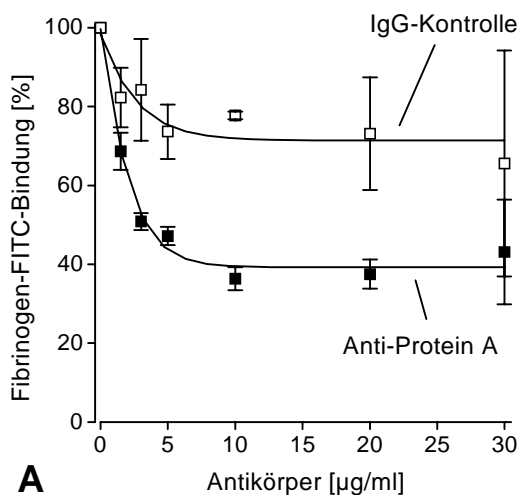 IgG-Kontrolle
100
80
60
40
20
0
Fibrinogen-FITC-Bindung [%]
Anti-Protein A
0 5 10 15 20 25 30
A
Antikörper [µg/ml]